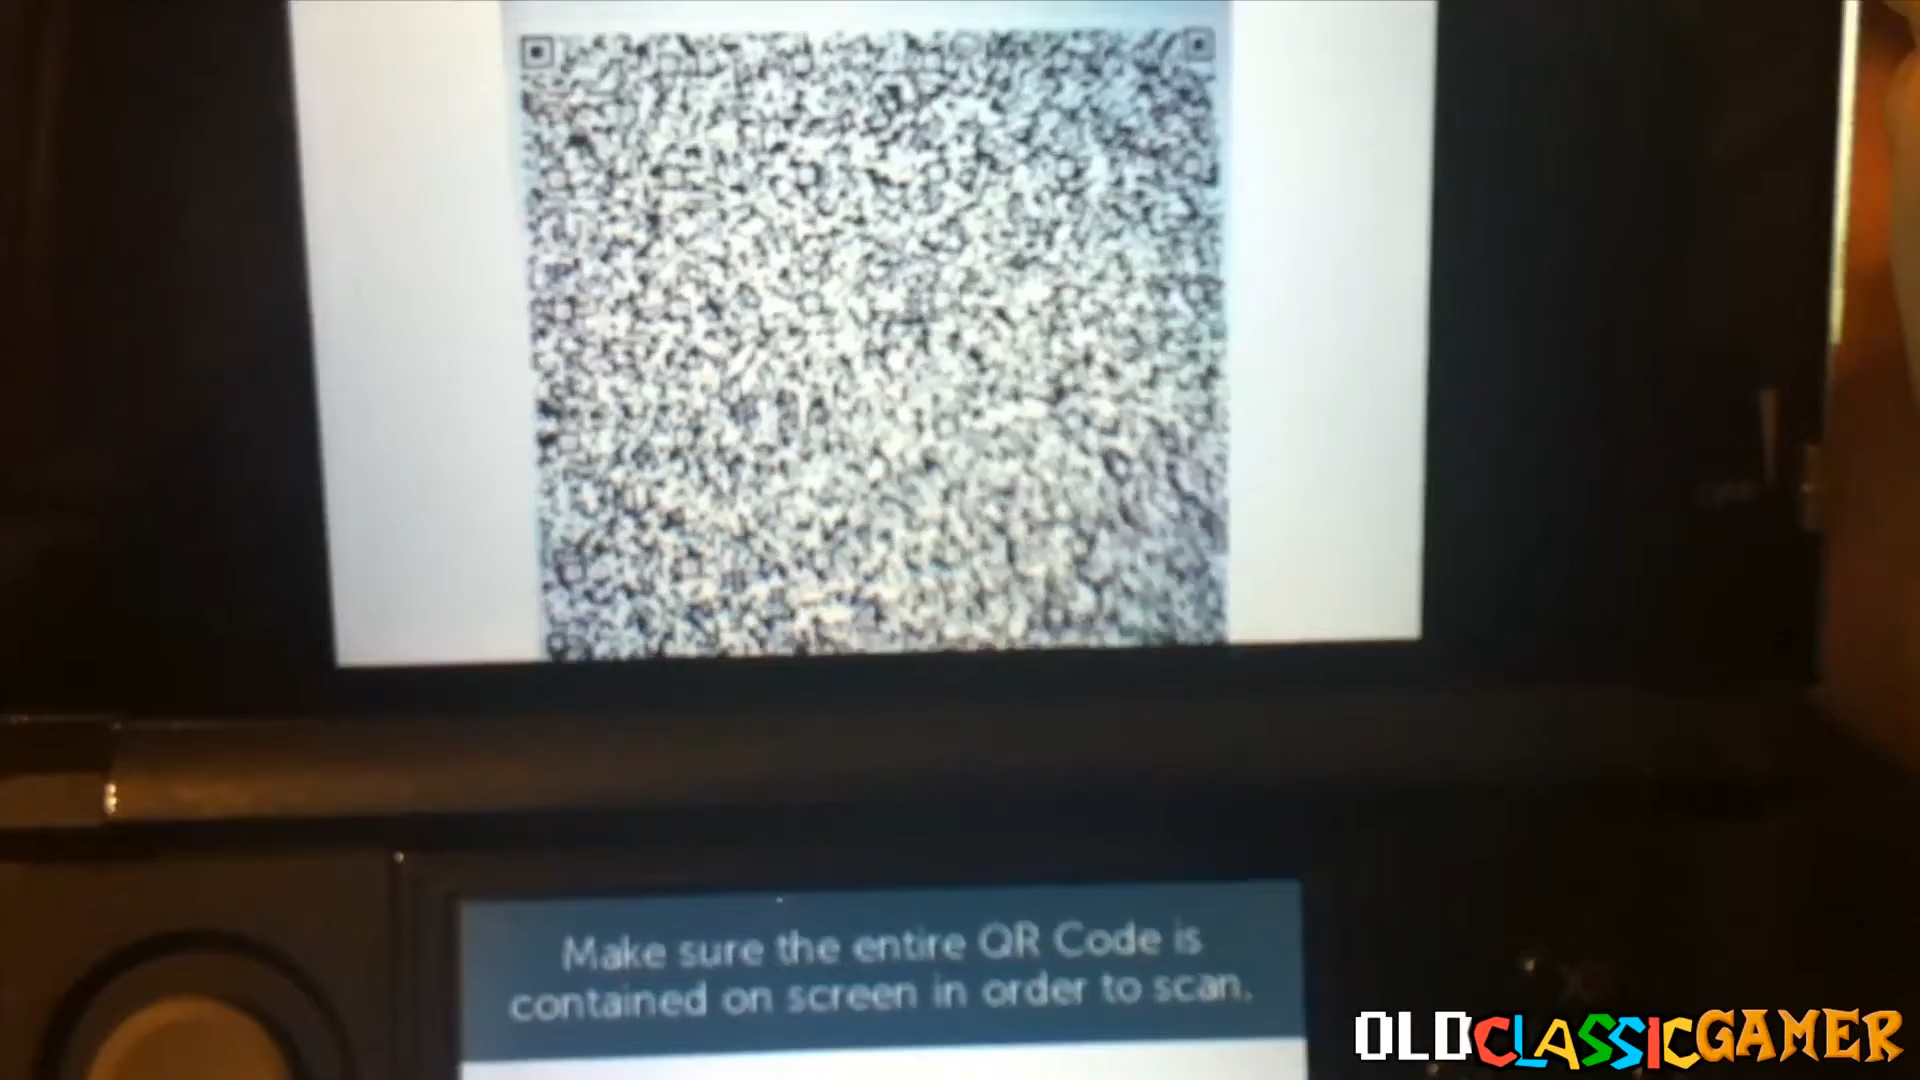 Make sure the entire QR Code is
contained on screen in order to scan.
X
OLDCLASSICGAMER